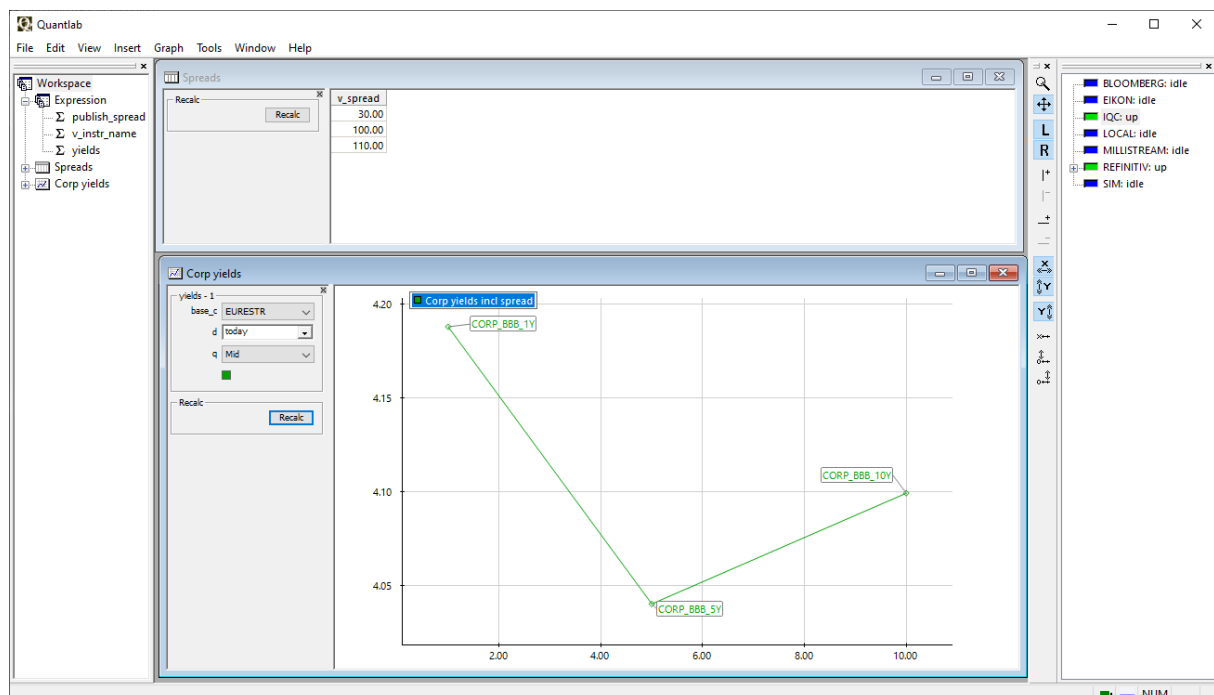 Quantlab
File Edit View Insert Graph Tools Window Help
Workspace
Expression
Σ publish_spread
Σ v_instr_name
Σ yields
Spreads
Corp yields
Spreads
Recalc
Recalc
v_spread
30.00
100.00
110.00
Corp yields
yields - 1
base_c EURESTR
d today
q Mid
Recalc
Recalc
Corp yields incl spread
4.20
4.15
4.10
4.05
CORP_BBB_1Y
CORP_BBB_10Y
CORP_BBB_5Y
2.00 4.00 6.00 8.00 10.00
L
R
X
Y
Y
BLOOMBERG: idle
EIKON: idle
IQC: up
LOCAL: idle
MILLISTREAM: idle
REFINITIV: up
SIM: idle
NUM